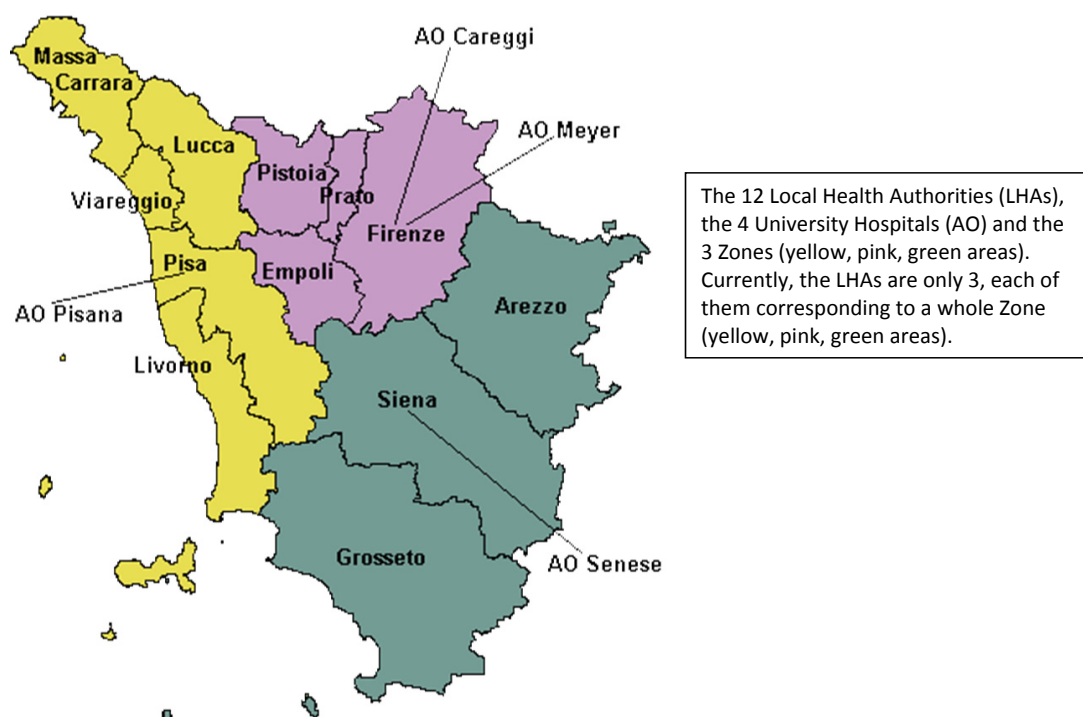 AO Careggi
Massa
Carrara
AO Meyer
Lucca
Pistoia
Prato
Viareggio
Firenze
Pisa
Empoli
AO Pisana
Arezzo
Livorno
Siena
Grosseto
AO Senese
The 12 Local Health Authorities (LHAs),
the 4 University Hospitals (AO) and the
3 Zones (yellow, pink, green areas).
Currently, the LHAs are only 3, each of
them corresponding to a whole Zone
(yellow, pink, green areas).